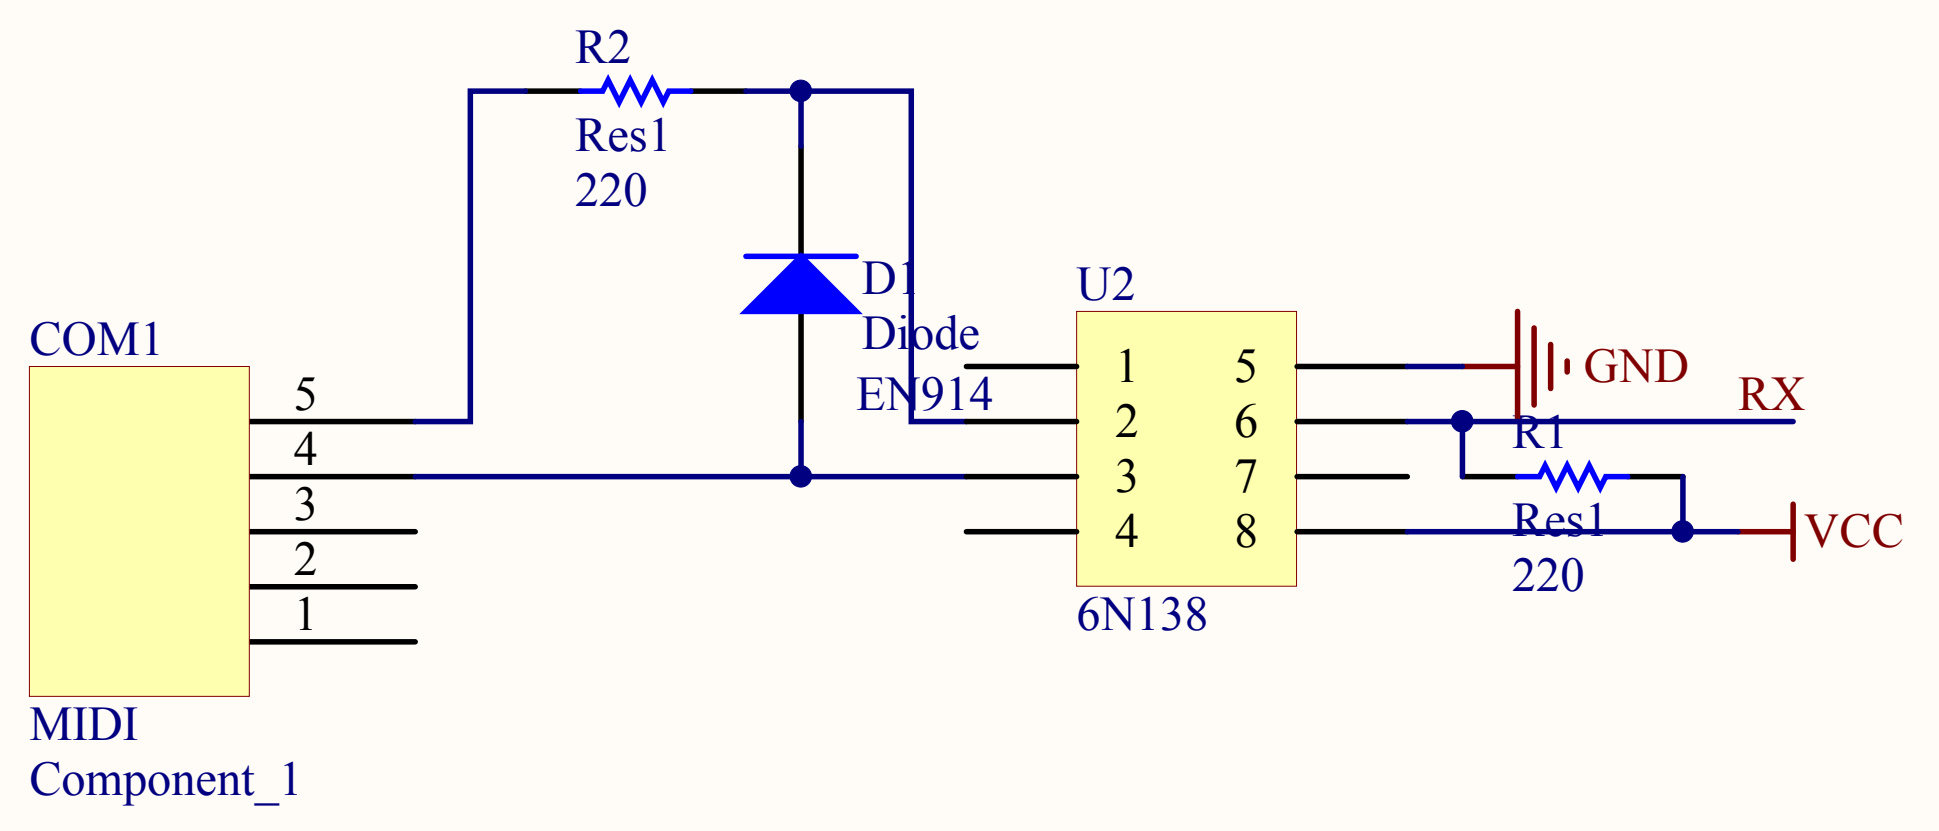 R2
Res1
220
D1
Diode
EN914
COM1
5
4
3
2
1
MIDI
Component_1
U2
1
2
3
4
5
6
7
8
6N138
GND
RX
R1
Res1
220
VCC